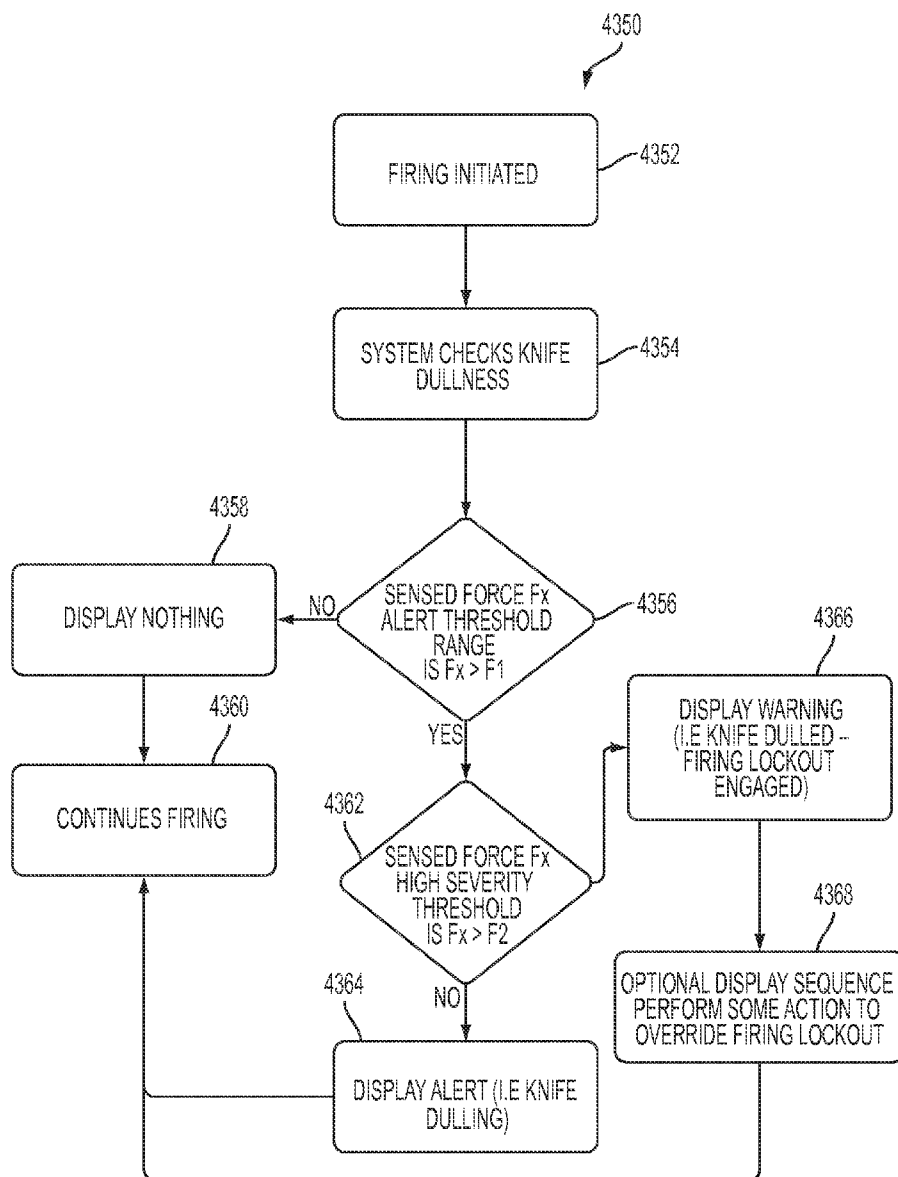 4350
FIRING INITIATED
4352
SYSTEM CHECKS KNIFE
DULLNESS
4354
4358
DISPLAY NOTHING
NO
SENSED FORCE Fx
ALERT THRESHOLD
RANGE
IS Fx > F1
4356
4366
DISPLAY WARNING
(I.E KNIFE DULLED –
FIRING LOCKOUT
ENGAGED)
4360
CONTINUES FIRING
YES
4362
SENSED FORCE Fx
HIGH SEVERITY
THRESHOLD
IS Fx > F2
4368
OPTIONAL DISPLAY SEQUENCE
PERFORM SOME ACTION TO
OVERRIDE FIRING LOCKOUT
4364
NO
DISPLAY ALERT (I.E KNIFE
DULLING)